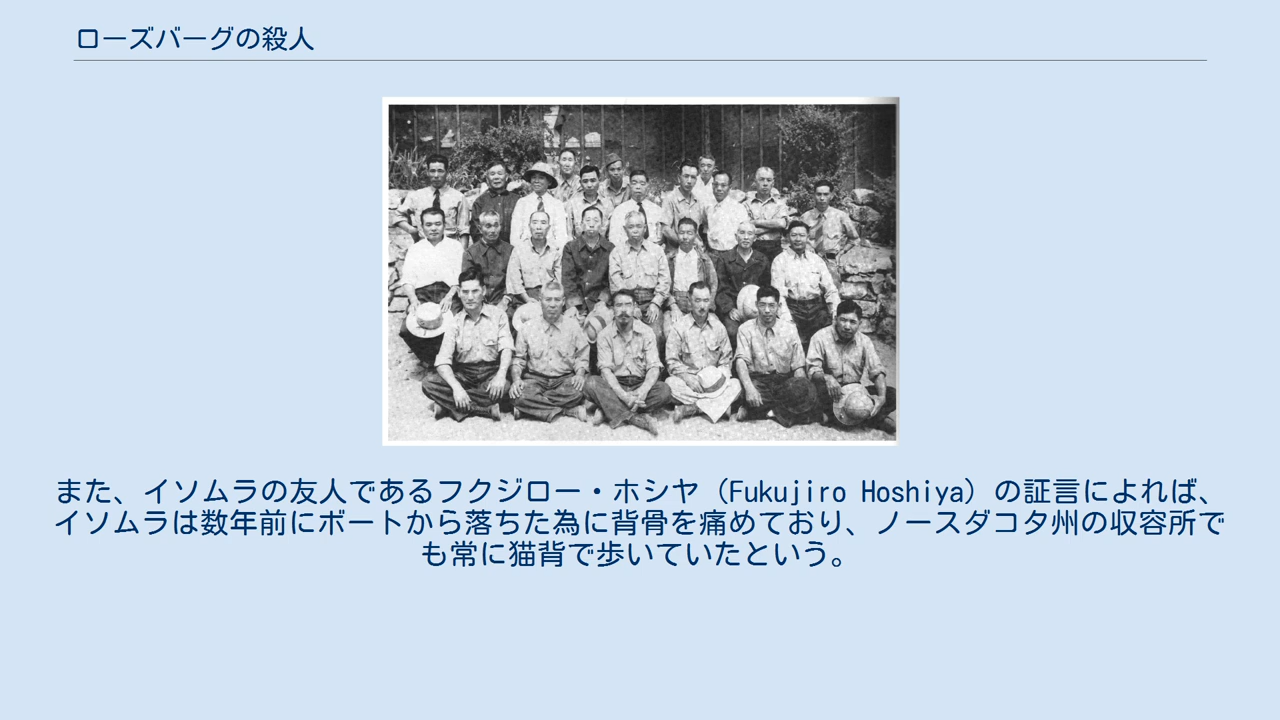 ローズバーグの殺人
また、イソムラの友人であるフクジロー・ホシヤ（Fukujiro Hoshiya）の証言によれば、
イソムラは数年前にボートから落ちた為に背骨を痛めており、ノースダコタ州の収容所で
も常に猫背で歩いていたという。